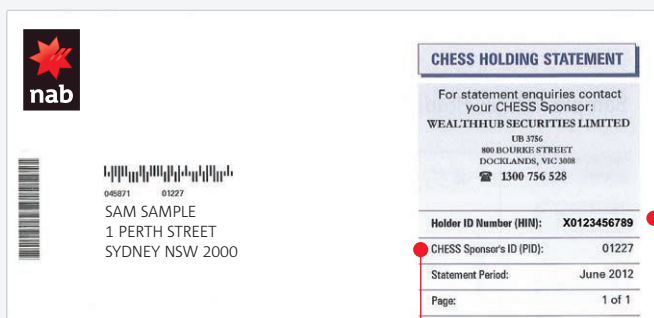 nab
CHESS HOLDING STATEMENT
For statement enquiries contact
your CHESS Sponsor:
WEALTHHUB SECURITIES LIMITED
UB 3756
800 BOURKE STREET
DOCKLANDS, VIC 3008
☎ 1300 756 528
045871 01227
SAM SAMPLE
1 PERTH STREET
SYDNEY NSW 2000
Holder ID Number (HIN): X0123456789
CHESS Sponsor's ID (PID): 01227
Statement Period: June 2012
Page: 1 of 1